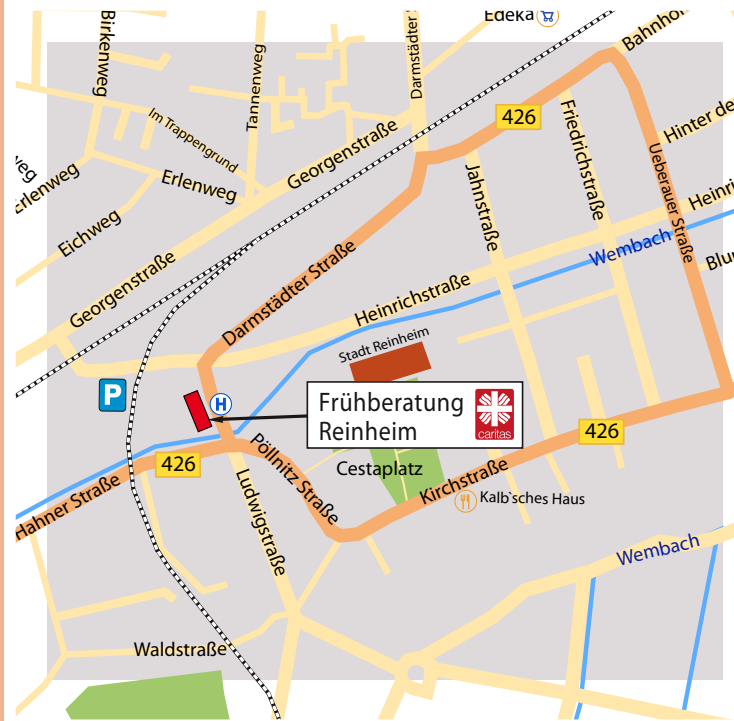 Edeka
Birkenweg
Tannenweg
Darmstädter S
Bahnhof
426
Im Trappengrund
Friedrichstraße
Hinter de
Georgenstraße
weg
Erlenweg
Erlenweg
Jahnstraße
Ueberauer Straße
Heinri
Eichweg
Wembach
Blu
Georgenstraße
Darmstädter Straße
Heinrichstraße
Stadt Reinheim
P
H
Frühberatung
Reinheim
caritas
426
426
Pöllnitz Straße
Cestaplatz
Kirchstraße
Kalb`sches Haus
Hahner Straße
Ludwigstraße
Wembach
Waldstraße